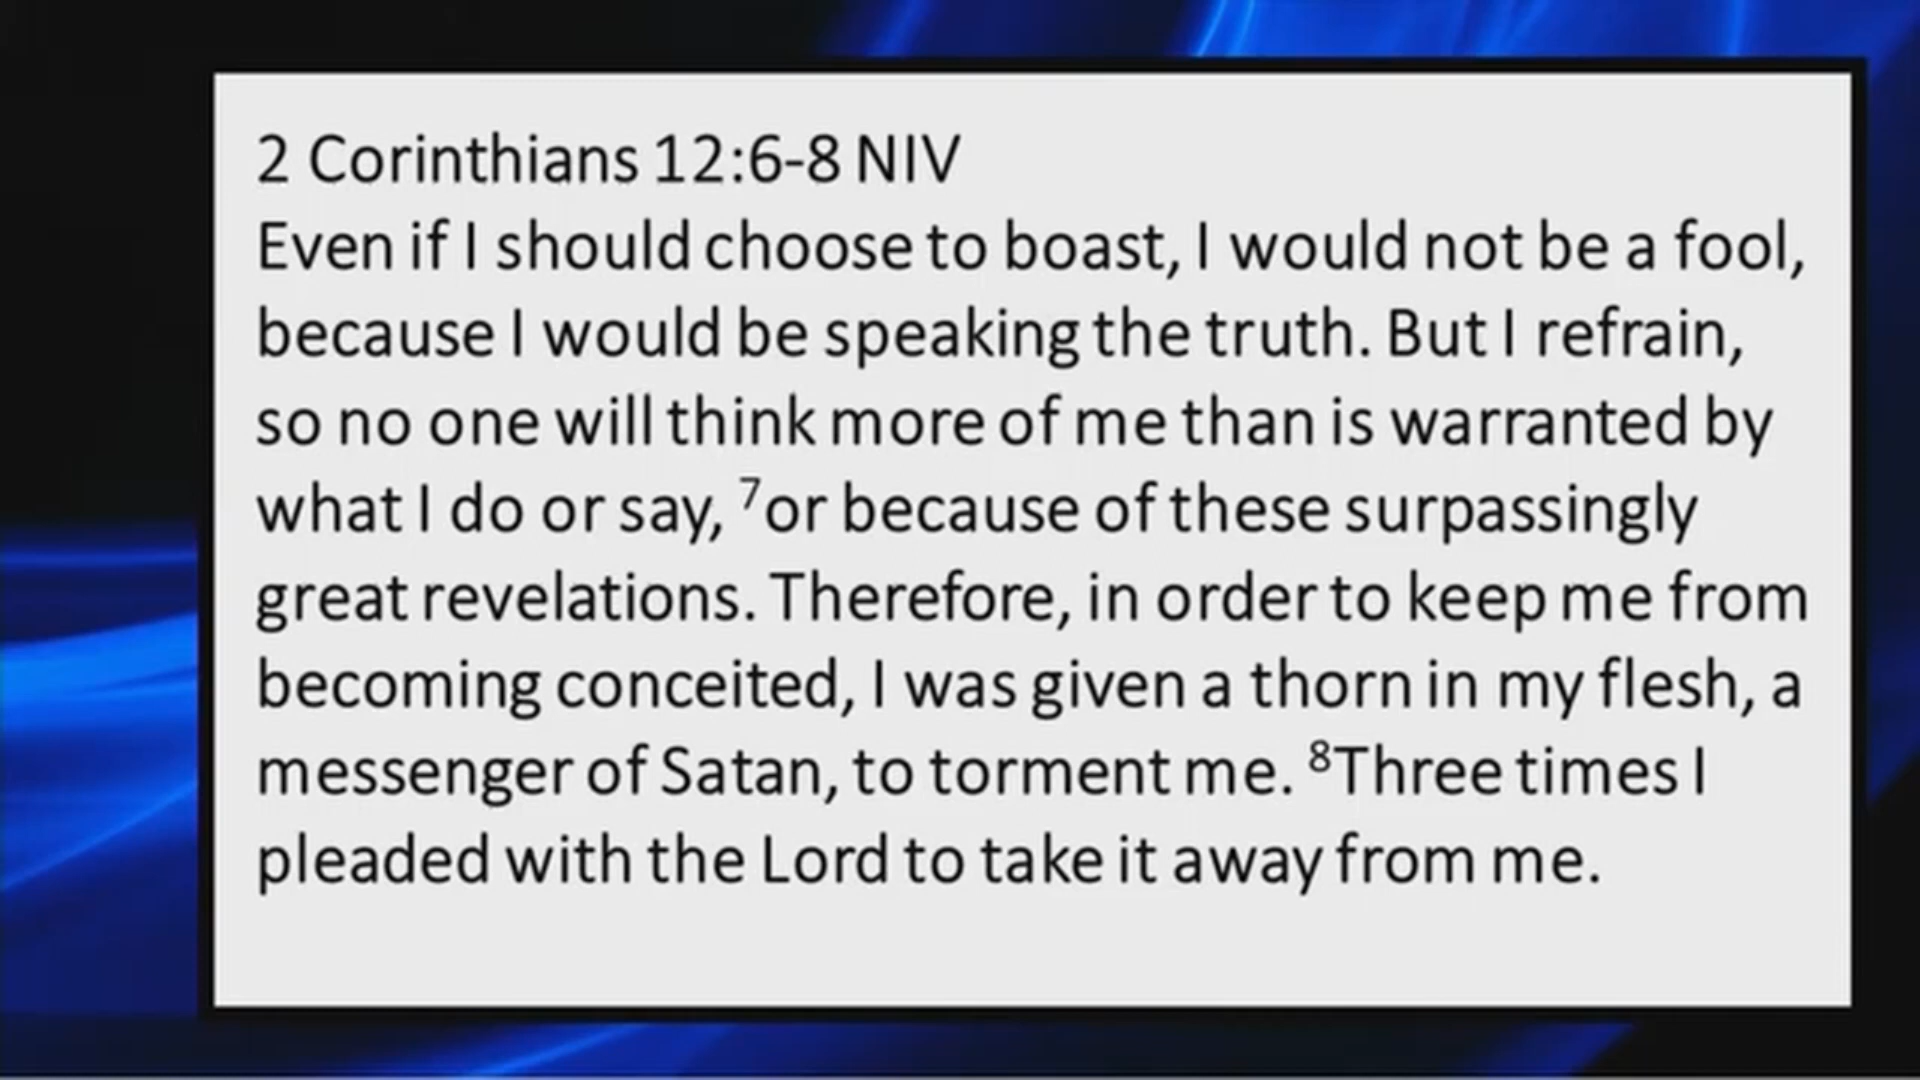 2 Corinthians 12:6-8 NIV
Even if I should choose to boast, I would not be a fool,
because I would be speaking the truth. But I refrain,
so no one will think more of me than is warranted by
what I do or say, ⁷or because of these surpassingly
great revelations. Therefore, in order to keep me from
becoming conceited, I was given a thorn in my flesh, a
messenger of Satan, to torment me. ⁸Three times I
pleaded with the Lord to take it away from me.